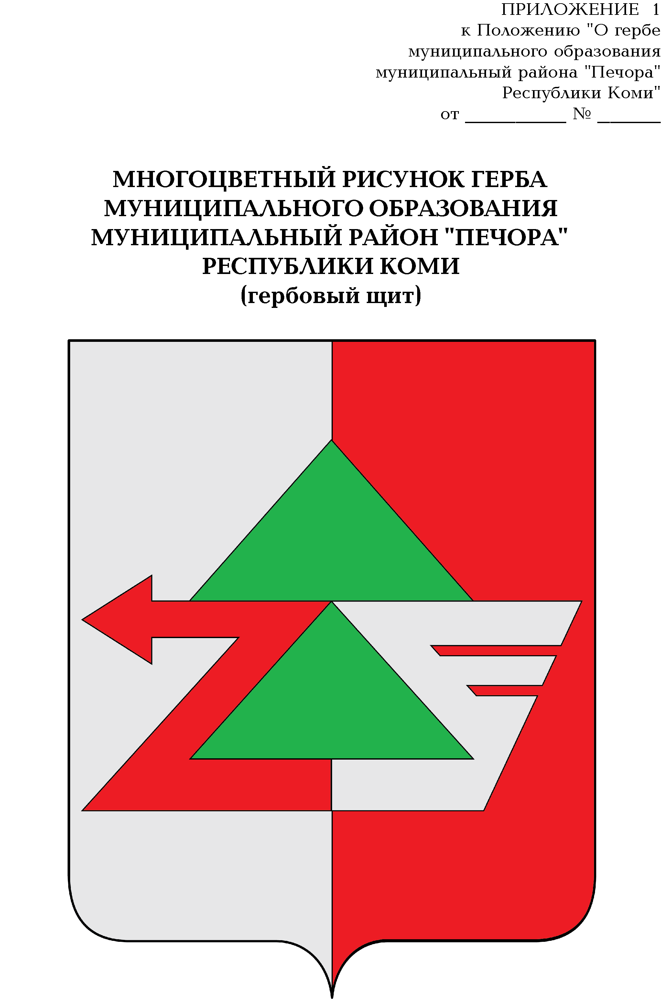 ПРИЛОЖЕНИЕ 1
к Положению "О гербе
муниципального образования
муниципальный района "Печора"
Республики Коми"
от ________ № _____
МНОГОЦВЕТНЫЙ РИСУНОК ГЕРБА
МУНИЦИПАЛЬНОГО ОБРАЗОВАНИЯ
МУНИЦИПАЛЬНЫЙ РАЙОН "ПЕЧОРА"
РЕСПУБЛИКИ КОМИ
(гербовый щит)